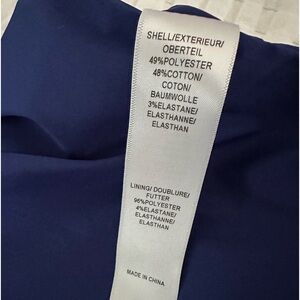 SHELL/EXTERIEUR/
OBERTEIL
49%POLYESTER
48%COTTON/
COTON/
BAUMWOLLE
3%ELASTANE/
ELASTHANNE/
ELASTHAN
LINING/ DOUBLURE/
FUTTER
96%POLYESTER
4%ELASTANE/
ELASTHANNE/
ELASTHAN
MADE IN CHINA